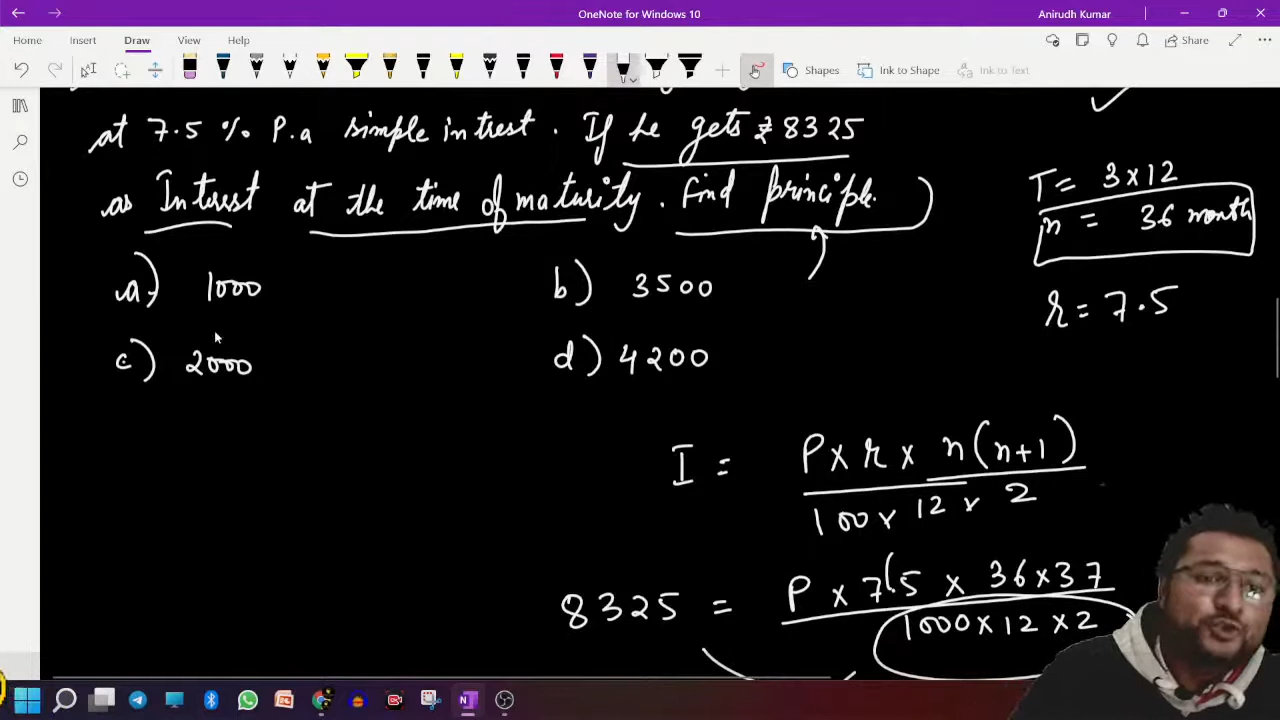 OneNote for Windows 10
Anirudh Kumar
Home Insert Draw View Help
Share
Shapes
Ink to Shape
Ink to Text
at 7.5 % P.a simple intrest. If he gets ₹ 8325
as Interest at the time of maturity. Find principle.
a) 1000
b) 3500
c) 2000
d) 4200
T = 3 x 12
n = 36 month
r = 7.5
I = P x r x n(n+1)
100 x 12 x 2
8325 = P x 7.5 x 36 x 37
1000 x 12 x 2